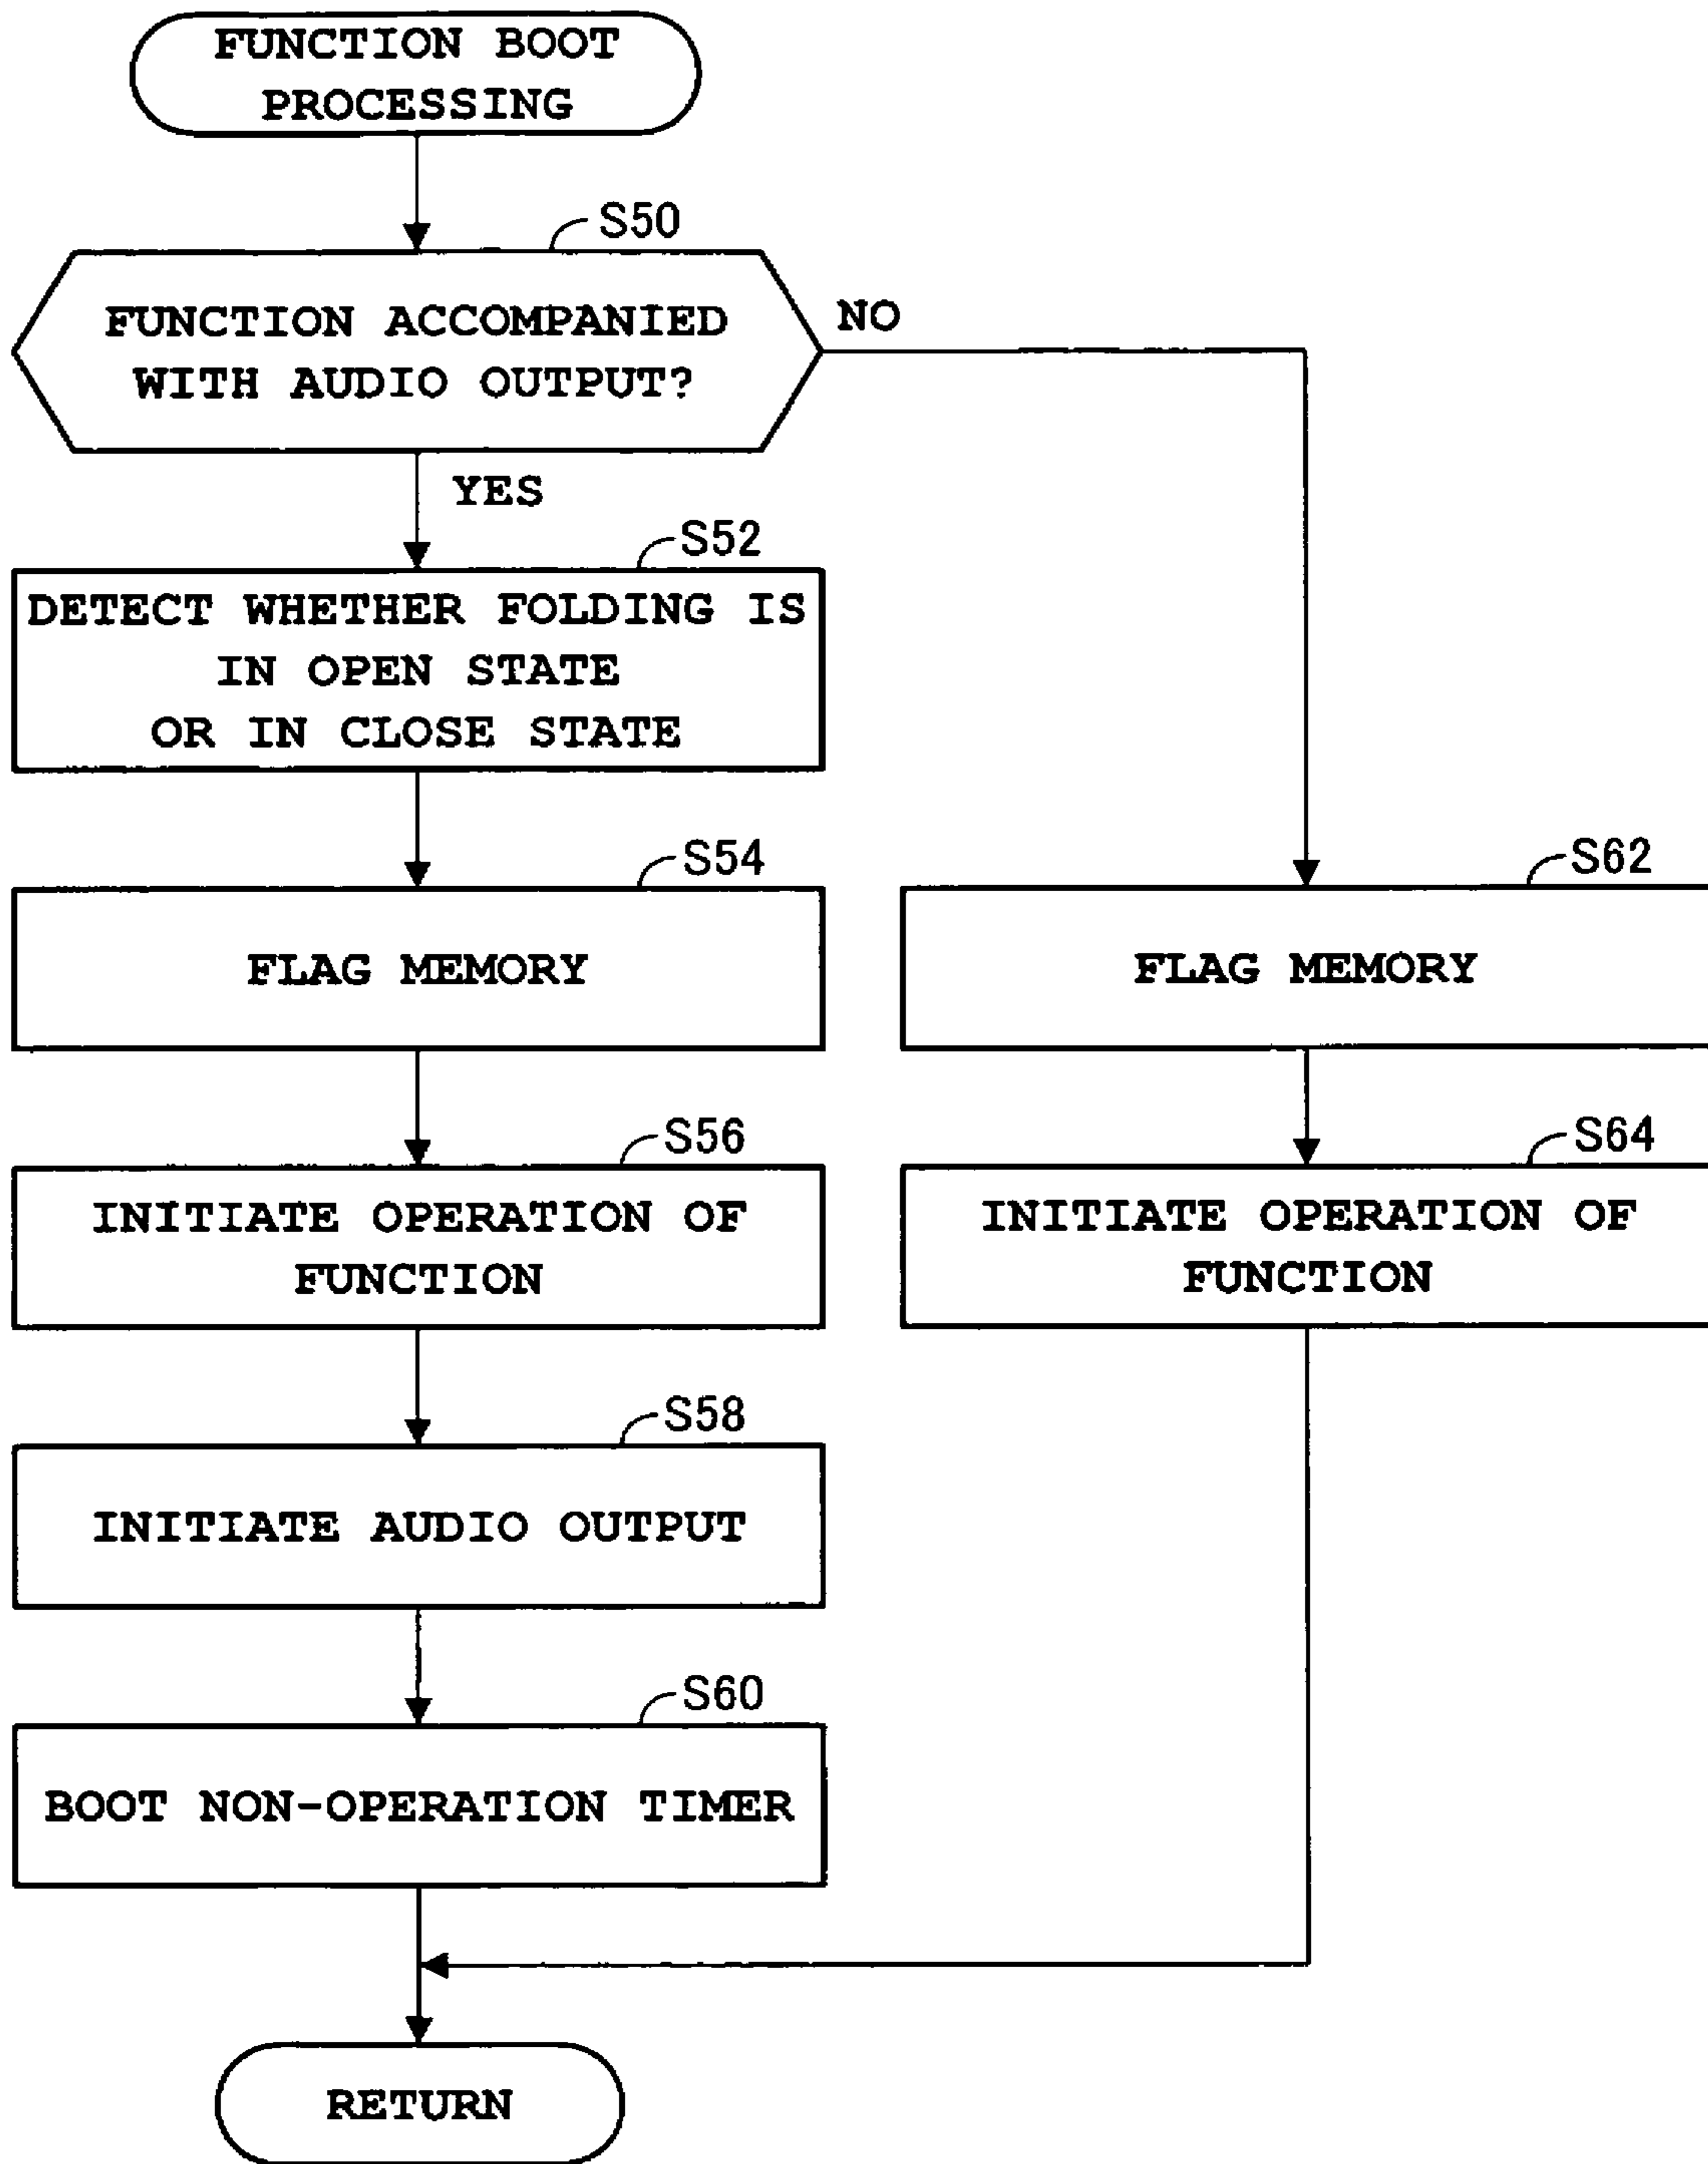 FUNCTION BOOT
PROCESSING
S50
FUNCTION ACCOMPANIED
WITH AUDIO OUTPUT?
NO
YES
S52
DETECT WHETHER FOLDING IS
IN OPEN STATE
OR IN CLOSE STATE
S54
FLAG MEMORY
S62
FLAG MEMORY
S56
INITIATE OPERATION OF
FUNCTION
S64
INITIATE OPERATION OF
FUNCTION
S58
INITIATE AUDIO OUTPUT
S60
BOOT NON-OPERATION TIMER
RETURN